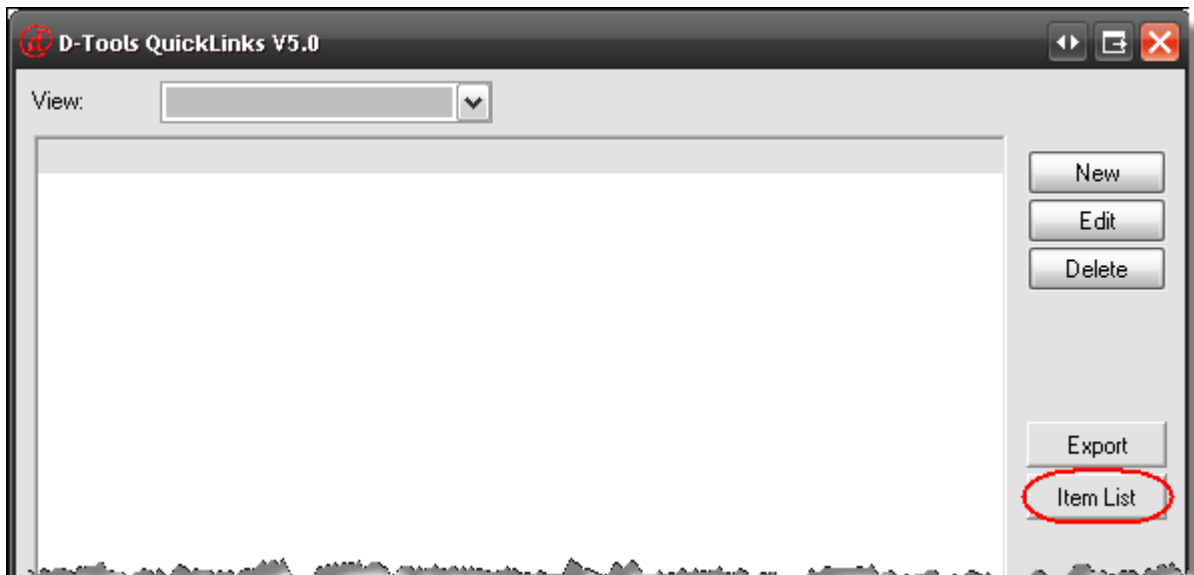 D-Tools QuickLinks V5.0
View:
New
Edit
Delete
Export
Item List